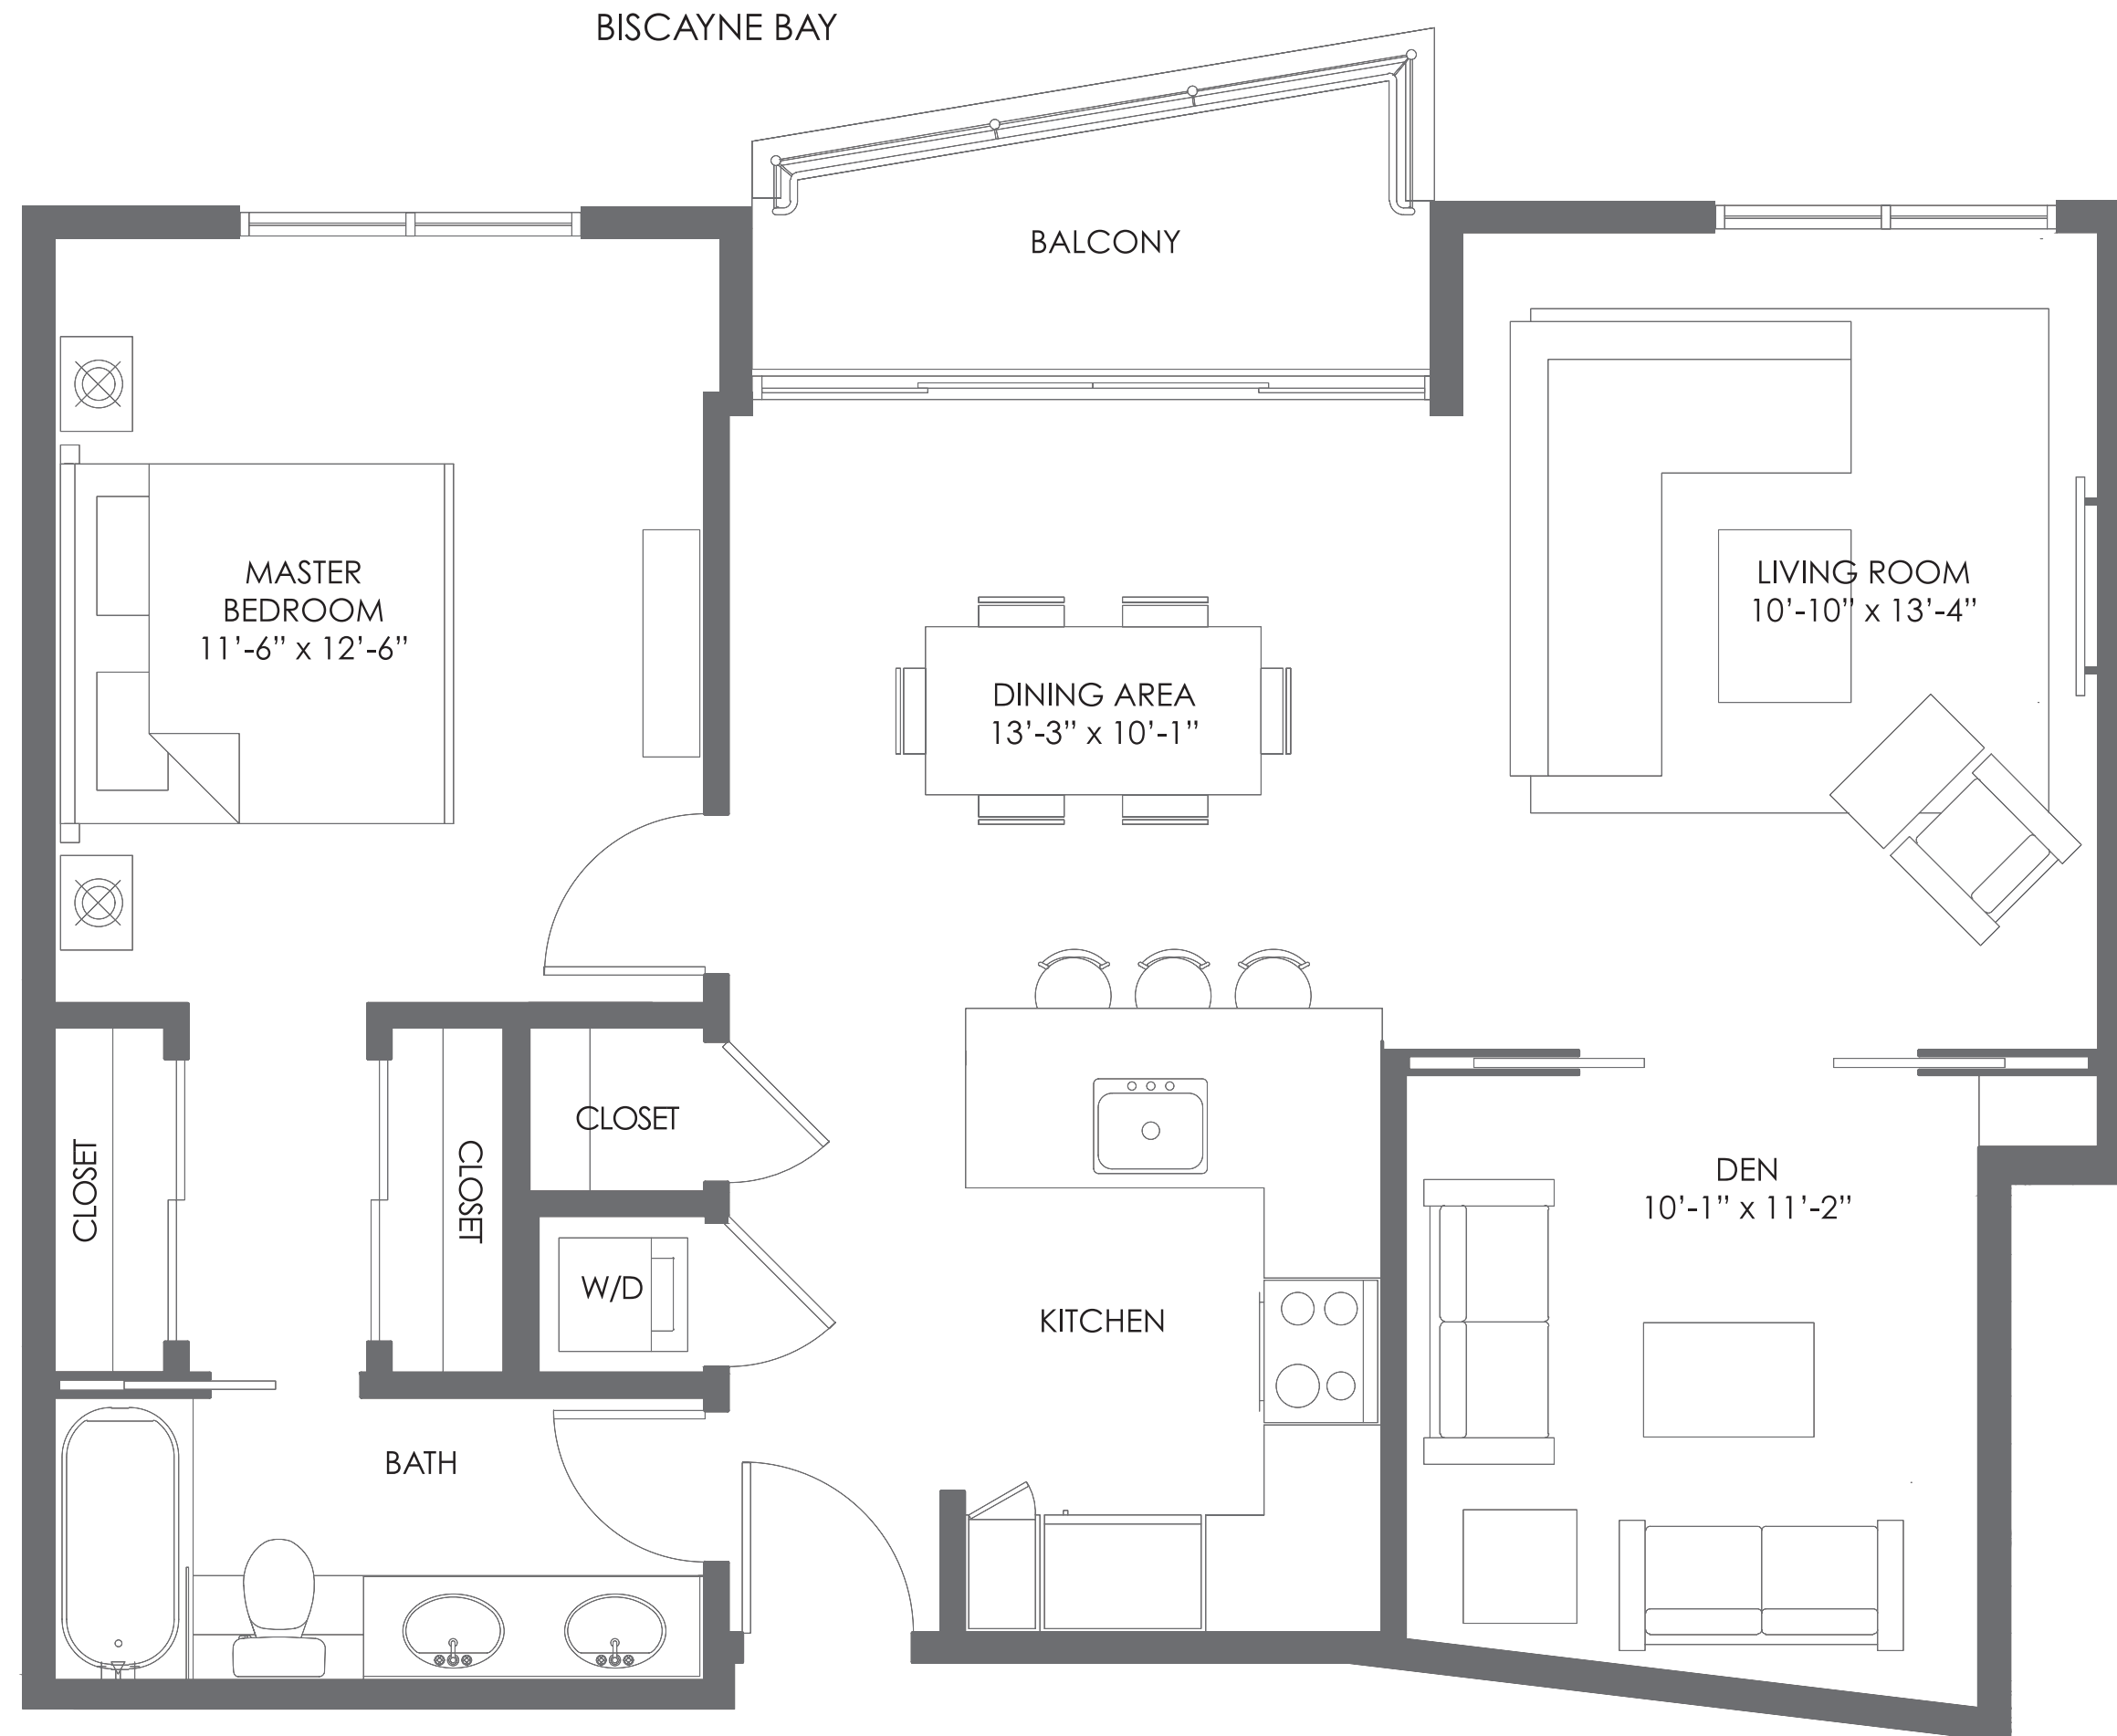 BISCAYNE BAY
BALCONY
MASTER
BEDROOM
11’-6” x 12’-6”
LIVING ROOM
10’-10” x 13’-4”
DINING AREA
13’-3” x 10’-1”
CLOSET
CLOSET
CLOSET
DEN
10’-1” x 11’-2”
W/D
KITCHEN
BATH